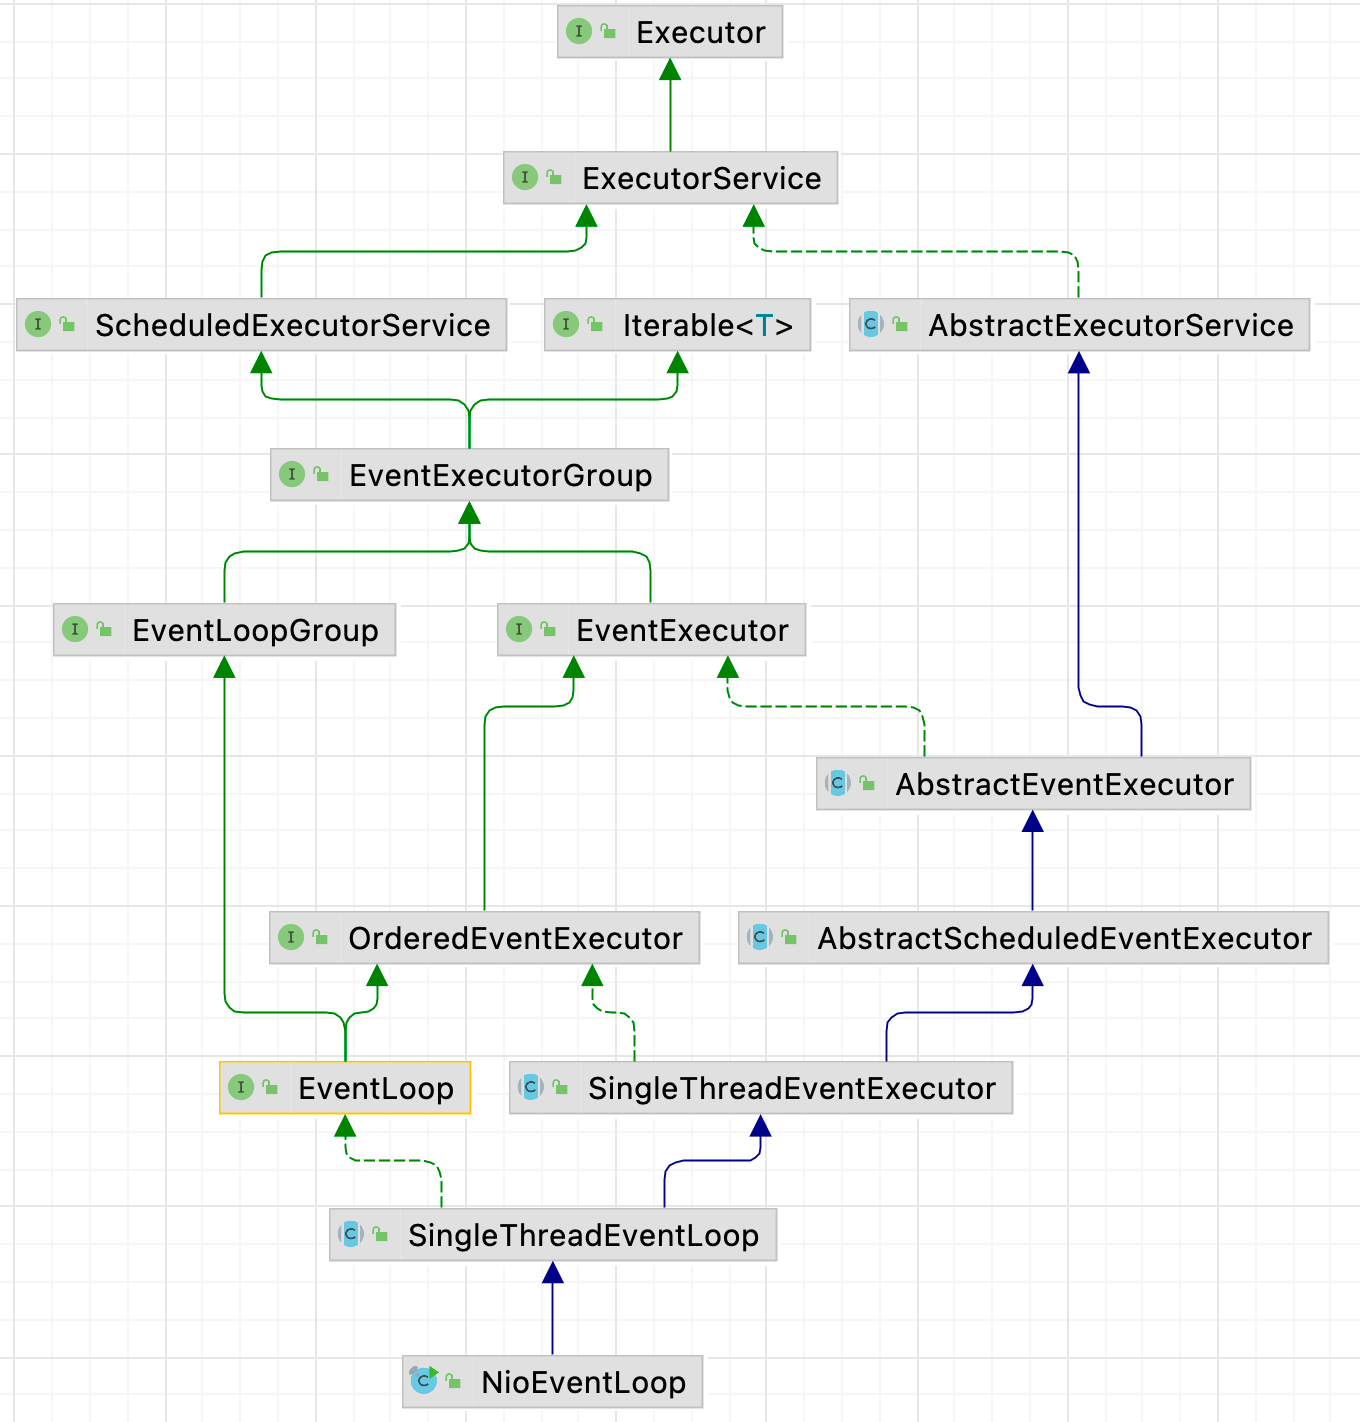 Executor
ExecutorService
ScheduledExecutorService
Iterable<T>
AbstractExecutorService
EventExecutorGroup
EventLoopGroup
EventExecutor
AbstractEventExecutor
OrderedEventExecutor
AbstractScheduledEventExecutor
EventLoop
SingleThreadEventExecutor
SingleThreadEventLoop
NioEventLoop